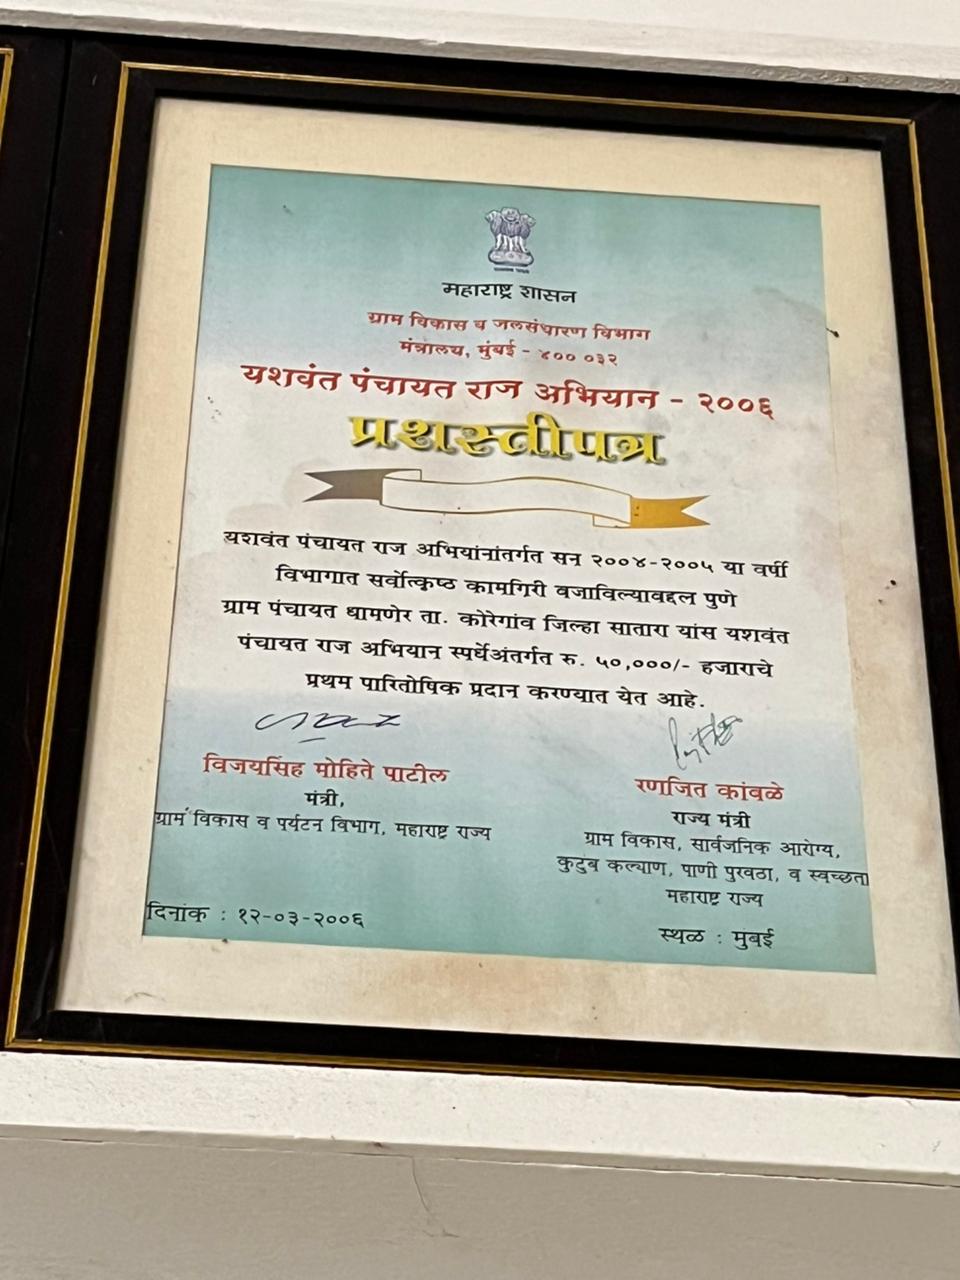 महाराष्ट्र शासन
ग्राम विकास व जलसंधारण विभाग
मंत्रालय, मुंबई - ४०० ०३२
यशवंत पंचायत राज अभियान - २००६
प्रशस्तीपत्र
यशवंत पंचायत राज अभियांनांतर्गत सन २००४-२००५ या वर्षी
विभागात सर्वोत्कृष्ठ कामगिरी बजाविल्याबद्दल पुणे
ग्राम पंचायत धामणेर ता. कोरेगांव जिल्हा सातारा यांस यशवंत
पंचायत राज अभियान स्पर्धेअंतर्गत रु. ५०,०००/- हजाराचे
प्रथम पारितोषिक प्रदान करण्यात येत आहे.
विजयसिंह मोहिते पाटील
मंत्री,
ग्राम विकास व पर्यटन विभाग, महाराष्ट्र राज्य
दिनांक : १२-०३-२००६
रणजित कांबळे
राज्य मंत्री
ग्राम विकास, सार्वजनिक आरोग्य,
कुटुंब कल्याण, पाणी पुरवठा, व स्वच्छता
महाराष्ट्र राज्य
स्थळ : मुंबई